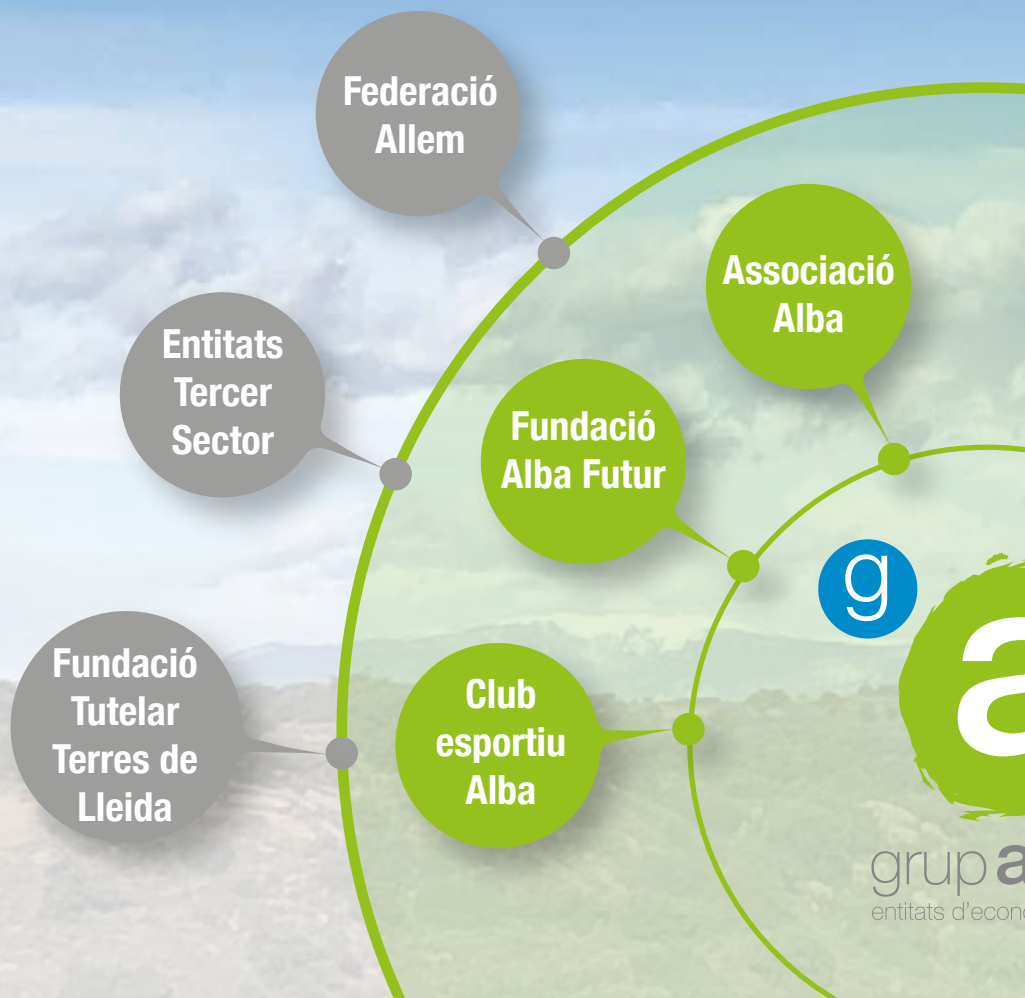 Federació
Allem
Associació
Alba
Entitats
Tercer
Sector
Fundació
Alba Futur
g
a
Fundació
Tutelar
Terres de
Lleida
Club
esportiu
Alba
grup
entitats